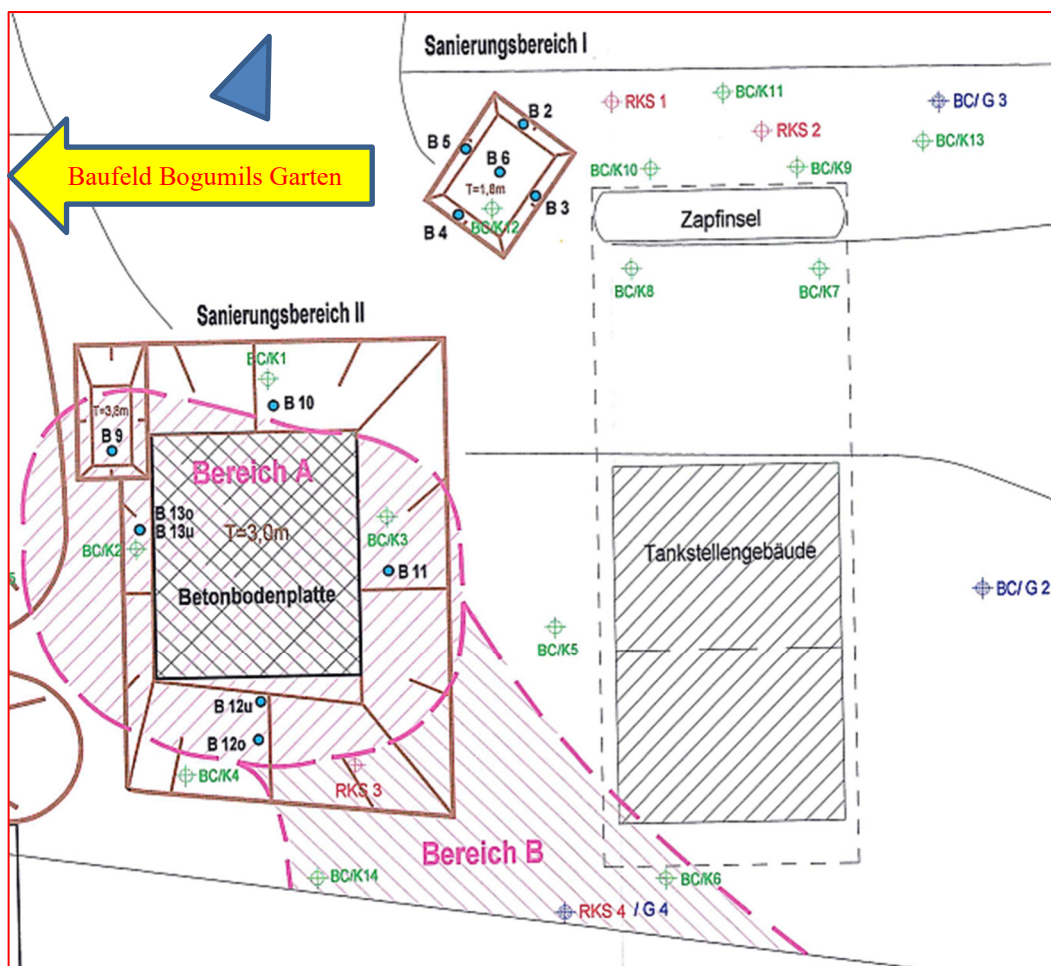 Sanierungsbereich I
Baufeld Bogumils Garten
B 2
B 5
B 6
T=1,8m
B 3
B 4
BC/K12
RKS 1
BC/K11
BC/ G 3
RKS 2
BC/K13
BC/K10
BC/K9
Zapfinsel
BC/K8
BC/K7
Sanierungsbereich II
BC/K1
B 10
T=3,8m
B 9
Bereich A
B 13o
B 13u
T=3,0m
BC/K2
BC/K3
B 11
Betonbodenplatte
Tankstellengebäude
BC/ G 2
BC/K5
B 12u
B 12o
BC/K4
RKS 3
Bereich B
BC/K14
BC/K6
RKS 4 / G 4